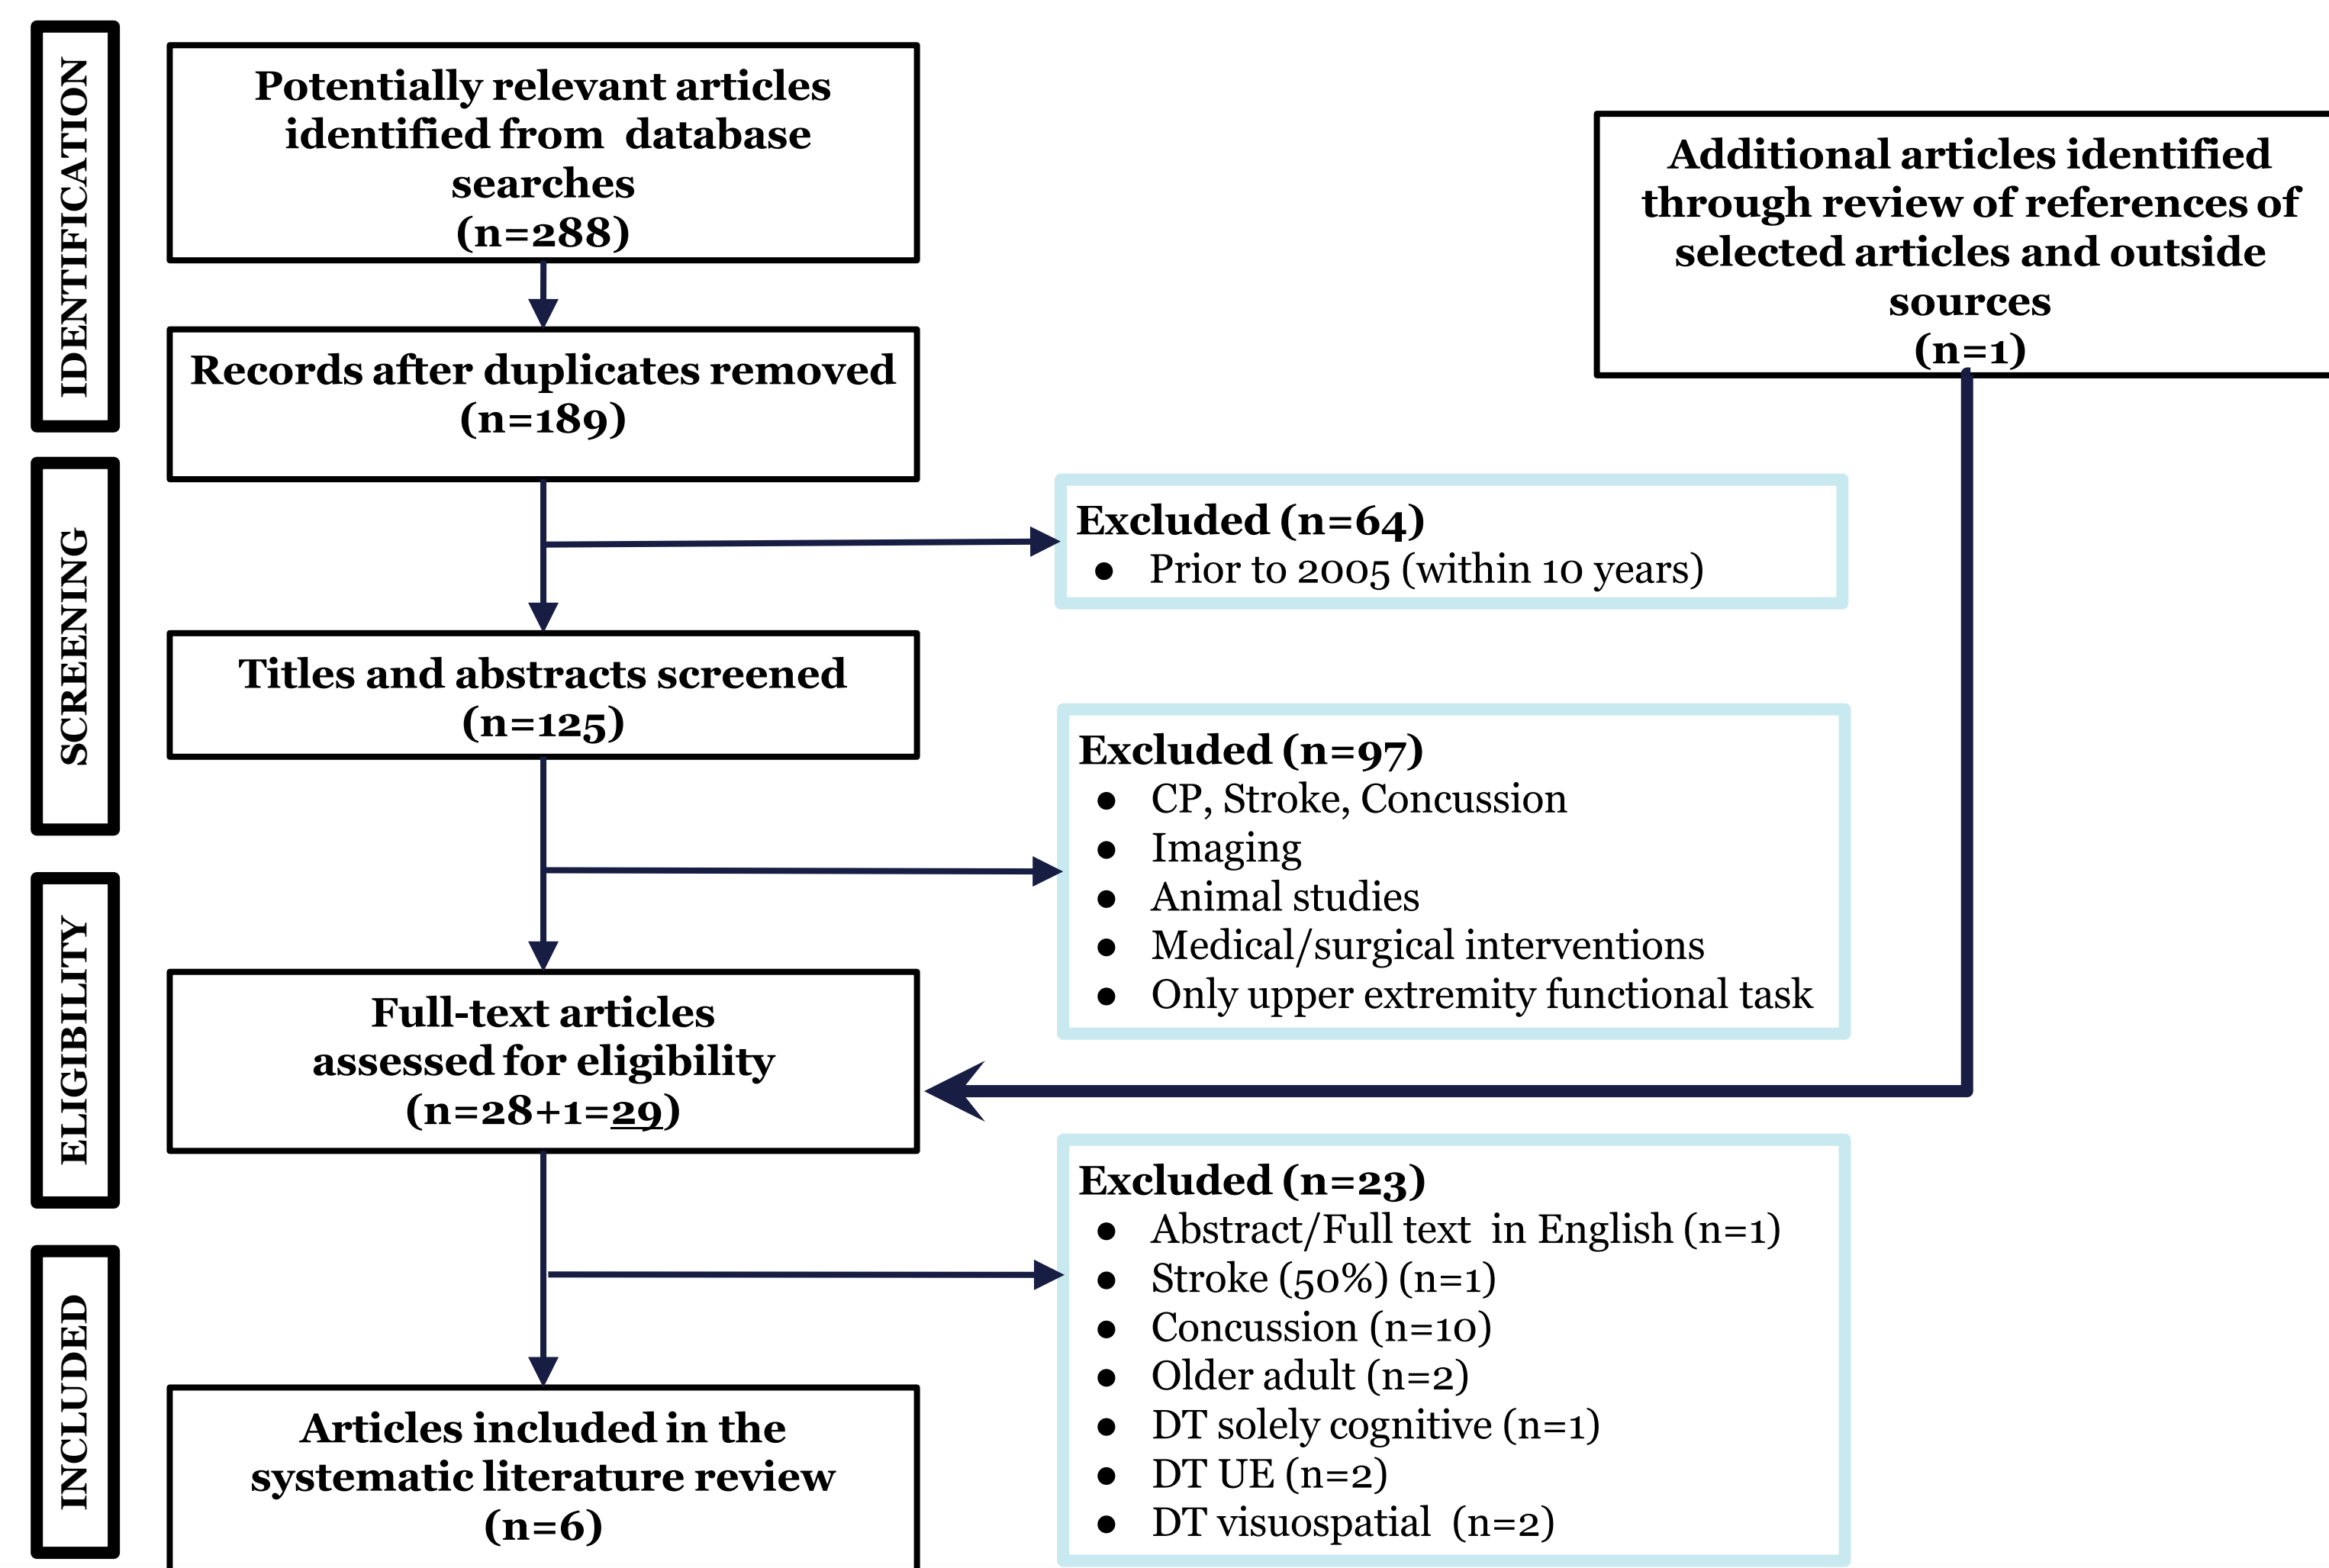 IDENTIFICATION
Potentially relevant articles
identified from database
searches
(n=288)
Additional articles identified
through review of references of
selected articles and outside
sources
(n=1)
Records after duplicates removed
(n=189)
SCREENING
Excluded (n=64)
● Prior to 2005 (within 10 years)
Titles and abstracts screened
(n=125)
Excluded (n=97)
● CP, Stroke, Concussion
● Imaging
● Animal studies
● Medical/surgical interventions
● Only upper extremity functional task
ELIGIBILITY
Full-text articles
assessed for eligibility
(n=28+1=29)
Excluded (n=23)
● Abstract/Full text in English (n=1)
● Stroke (50%) (n=1)
● Concussion (n=10)
● Older adult (n=2)
● DT solely cognitive (n=1)
● DT UE (n=2)
● DT visuospatial (n=2)
INCLUDED
Articles included in the
systematic literature review
(n=6)